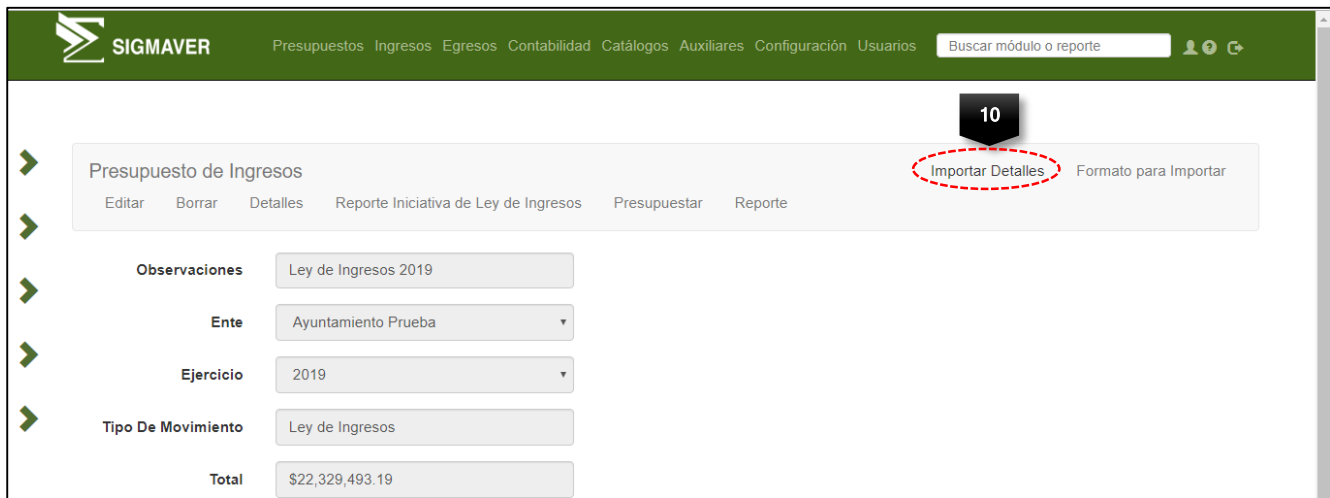 SIGMAVER Presupuestos Ingresos Egresos Contabilidad Catálogos Auxiliares Configuración Usuarios Buscar módulo o reporte
10
Presupuesto de Ingresos Importar Detalles Formato para Importar
Editar Borrar Detalles Reporte Iniciativa de Ley de Ingresos Presupuestar Reporte
Observaciones Ley de Ingresos 2019
Ente Ayuntamiento Prueba
Ejercicio 2019
Tipo De Movimiento Ley de Ingresos
Total $22,329,493.19